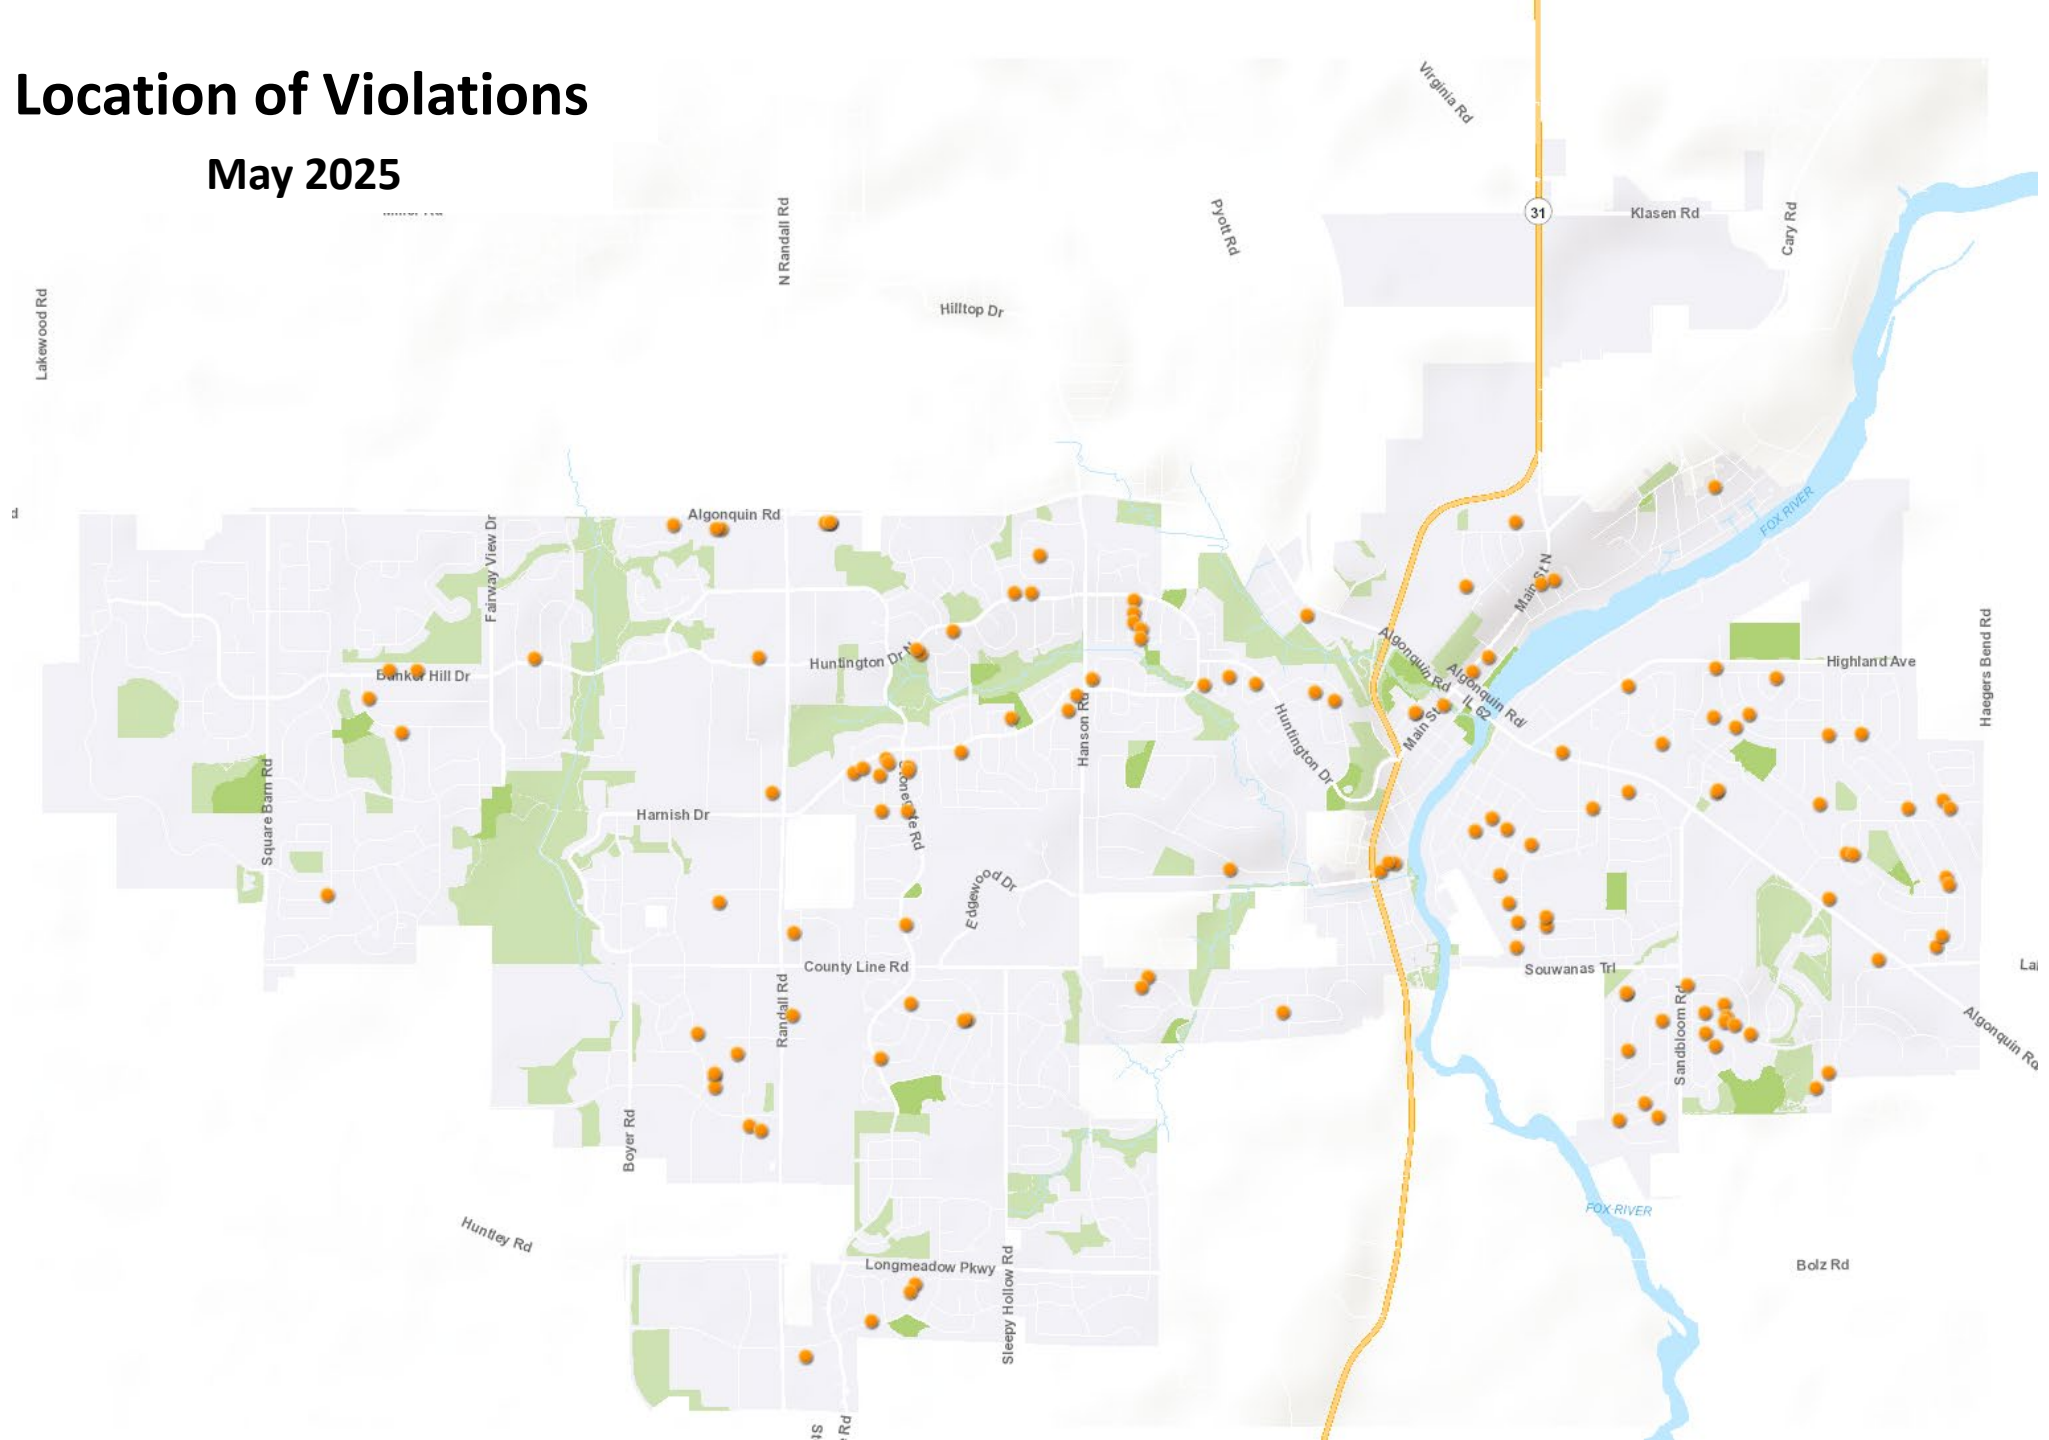 Location of Violations
May 2025
Virginia Rd
N Randall Rd
Pyott Rd
31
Klasen Rd
Cary Rd
Lakewood Rd
Hilltop Dr
Algonquin Rd
Fairway View Dr
FOX RIVER
Main St N
Haegers Bend Rd
Huntington Dr N
Bunker Hill Dr
Algonquin Rd
Highland Ave
Algonquin Rd/
IL 62
Main St
Hanson Rd
Huntington Dr
Square Barn Rd
Stonegate Rd
Harnish Dr
Edgewood Dr
County Line Rd
Souwanas Trl
Randall Rd
Sandbloom Rd
Algonquin Rd
Boyer Rd
FOX RIVER
Huntley Rd
Longmeadow Pkwy
Sleepy Hollow Rd
Bolz Rd